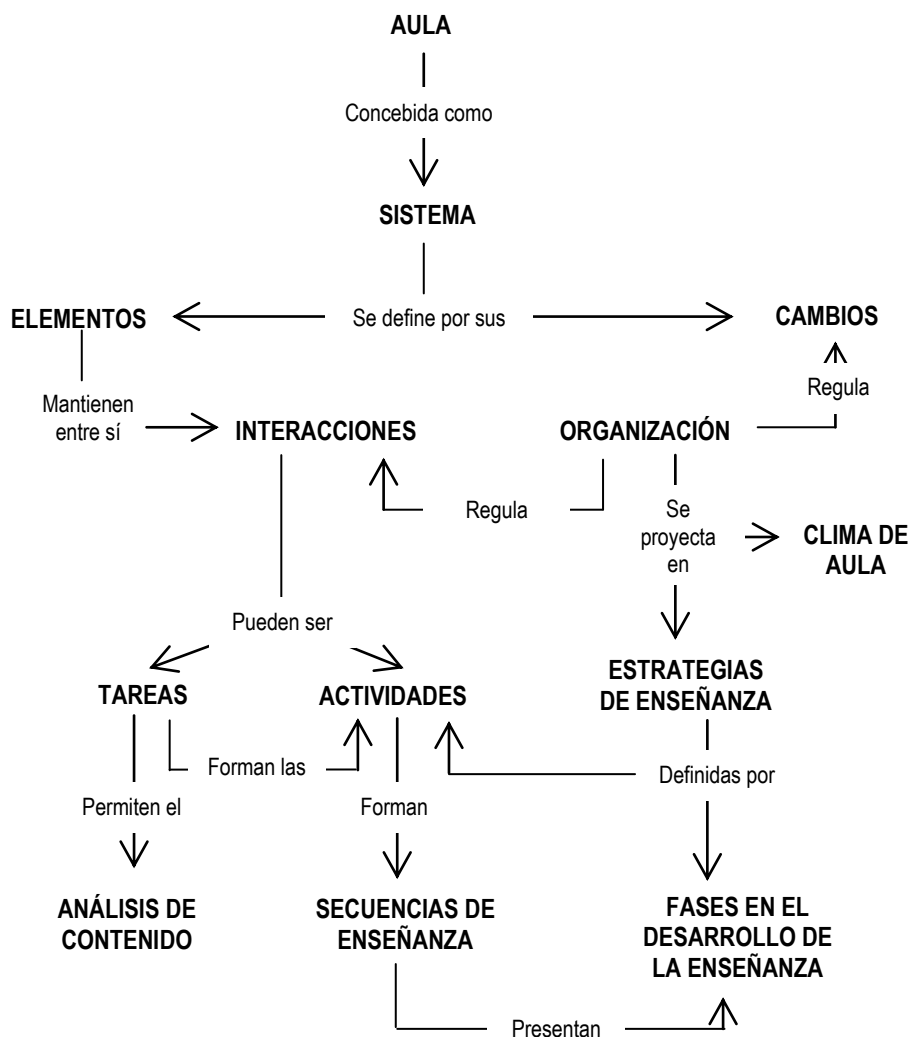 AULA
Concebida como
SISTEMA
ELEMENTOS
Se define por sus
CAMBIOS
Mantienen
entre sí
Regula
INTERACCIONES
ORGANIZACIÓN
Regula
Se
proyecta
en
CLIMA DE
AULA
Pueden ser
TAREAS
ACTIVIDADES
ESTRATEGIAS
DE ENSEÑANZA
Forman las
Definidas por
Permiten el
Forman
ANÁLISIS DE
CONTENIDO
SECUENCIAS DE
ENSEÑANZA
FASES EN EL
DESARROLLO DE
LA ENSEÑANZA
Presentan